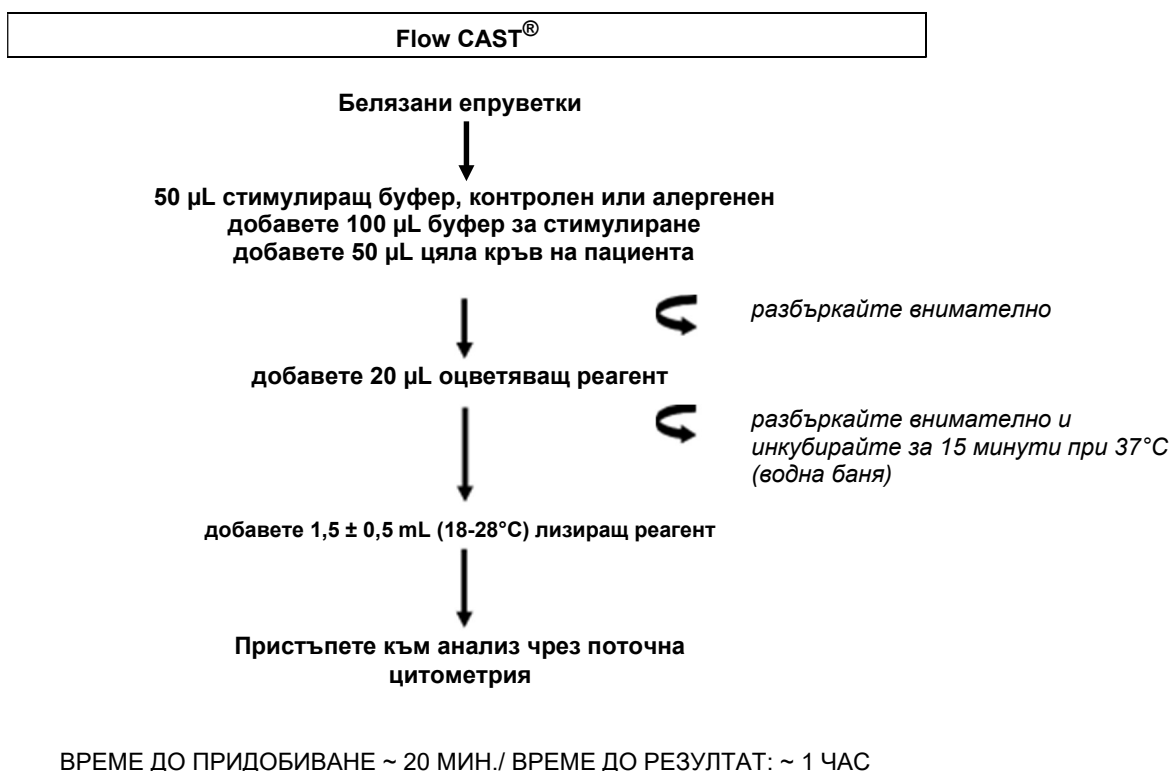 Flow CAST®
Белязани епруветки
50 µL стимулиращ буфер, контролен или алергенен
добавете 100 µL буфер за стимулиране
добавете 50 µL цяла кръв на пациента
разбъркайте внимателно
добавете 20 µL оцветяващ реагент
разбъркайте внимателно и
инкубирайте за 15 минути при 37°C
(водна баня)
добавете 1,5 ± 0,5 mL (18-28°C) лизиращ реагент
Пристъпете към анализ чрез поточна
цитометрия
ВРЕМЕ ДО ПРИДОБИВАНЕ ~ 20 МИН./ ВРЕМЕ ДО РЕЗУЛТАТ: ~ 1 ЧАС